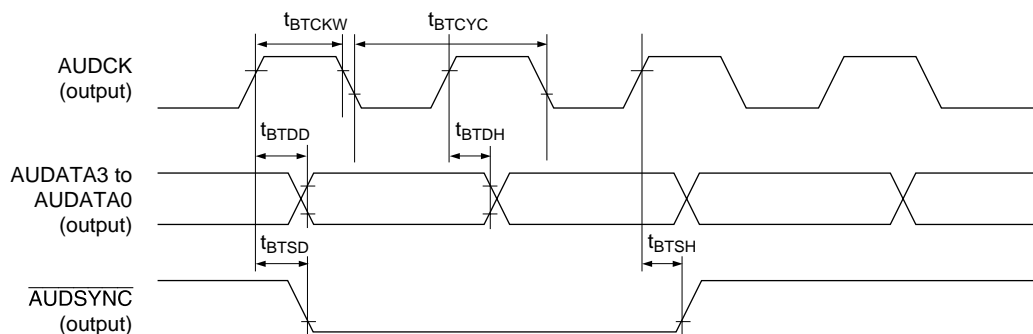 tBTCKW
tBTCYC
AUDCK
(output)
tBTDD
tBTDH
AUDATA3 to
AUDATA0
(output)
tBTSD
tBTSH
AUDSYNC
(output)